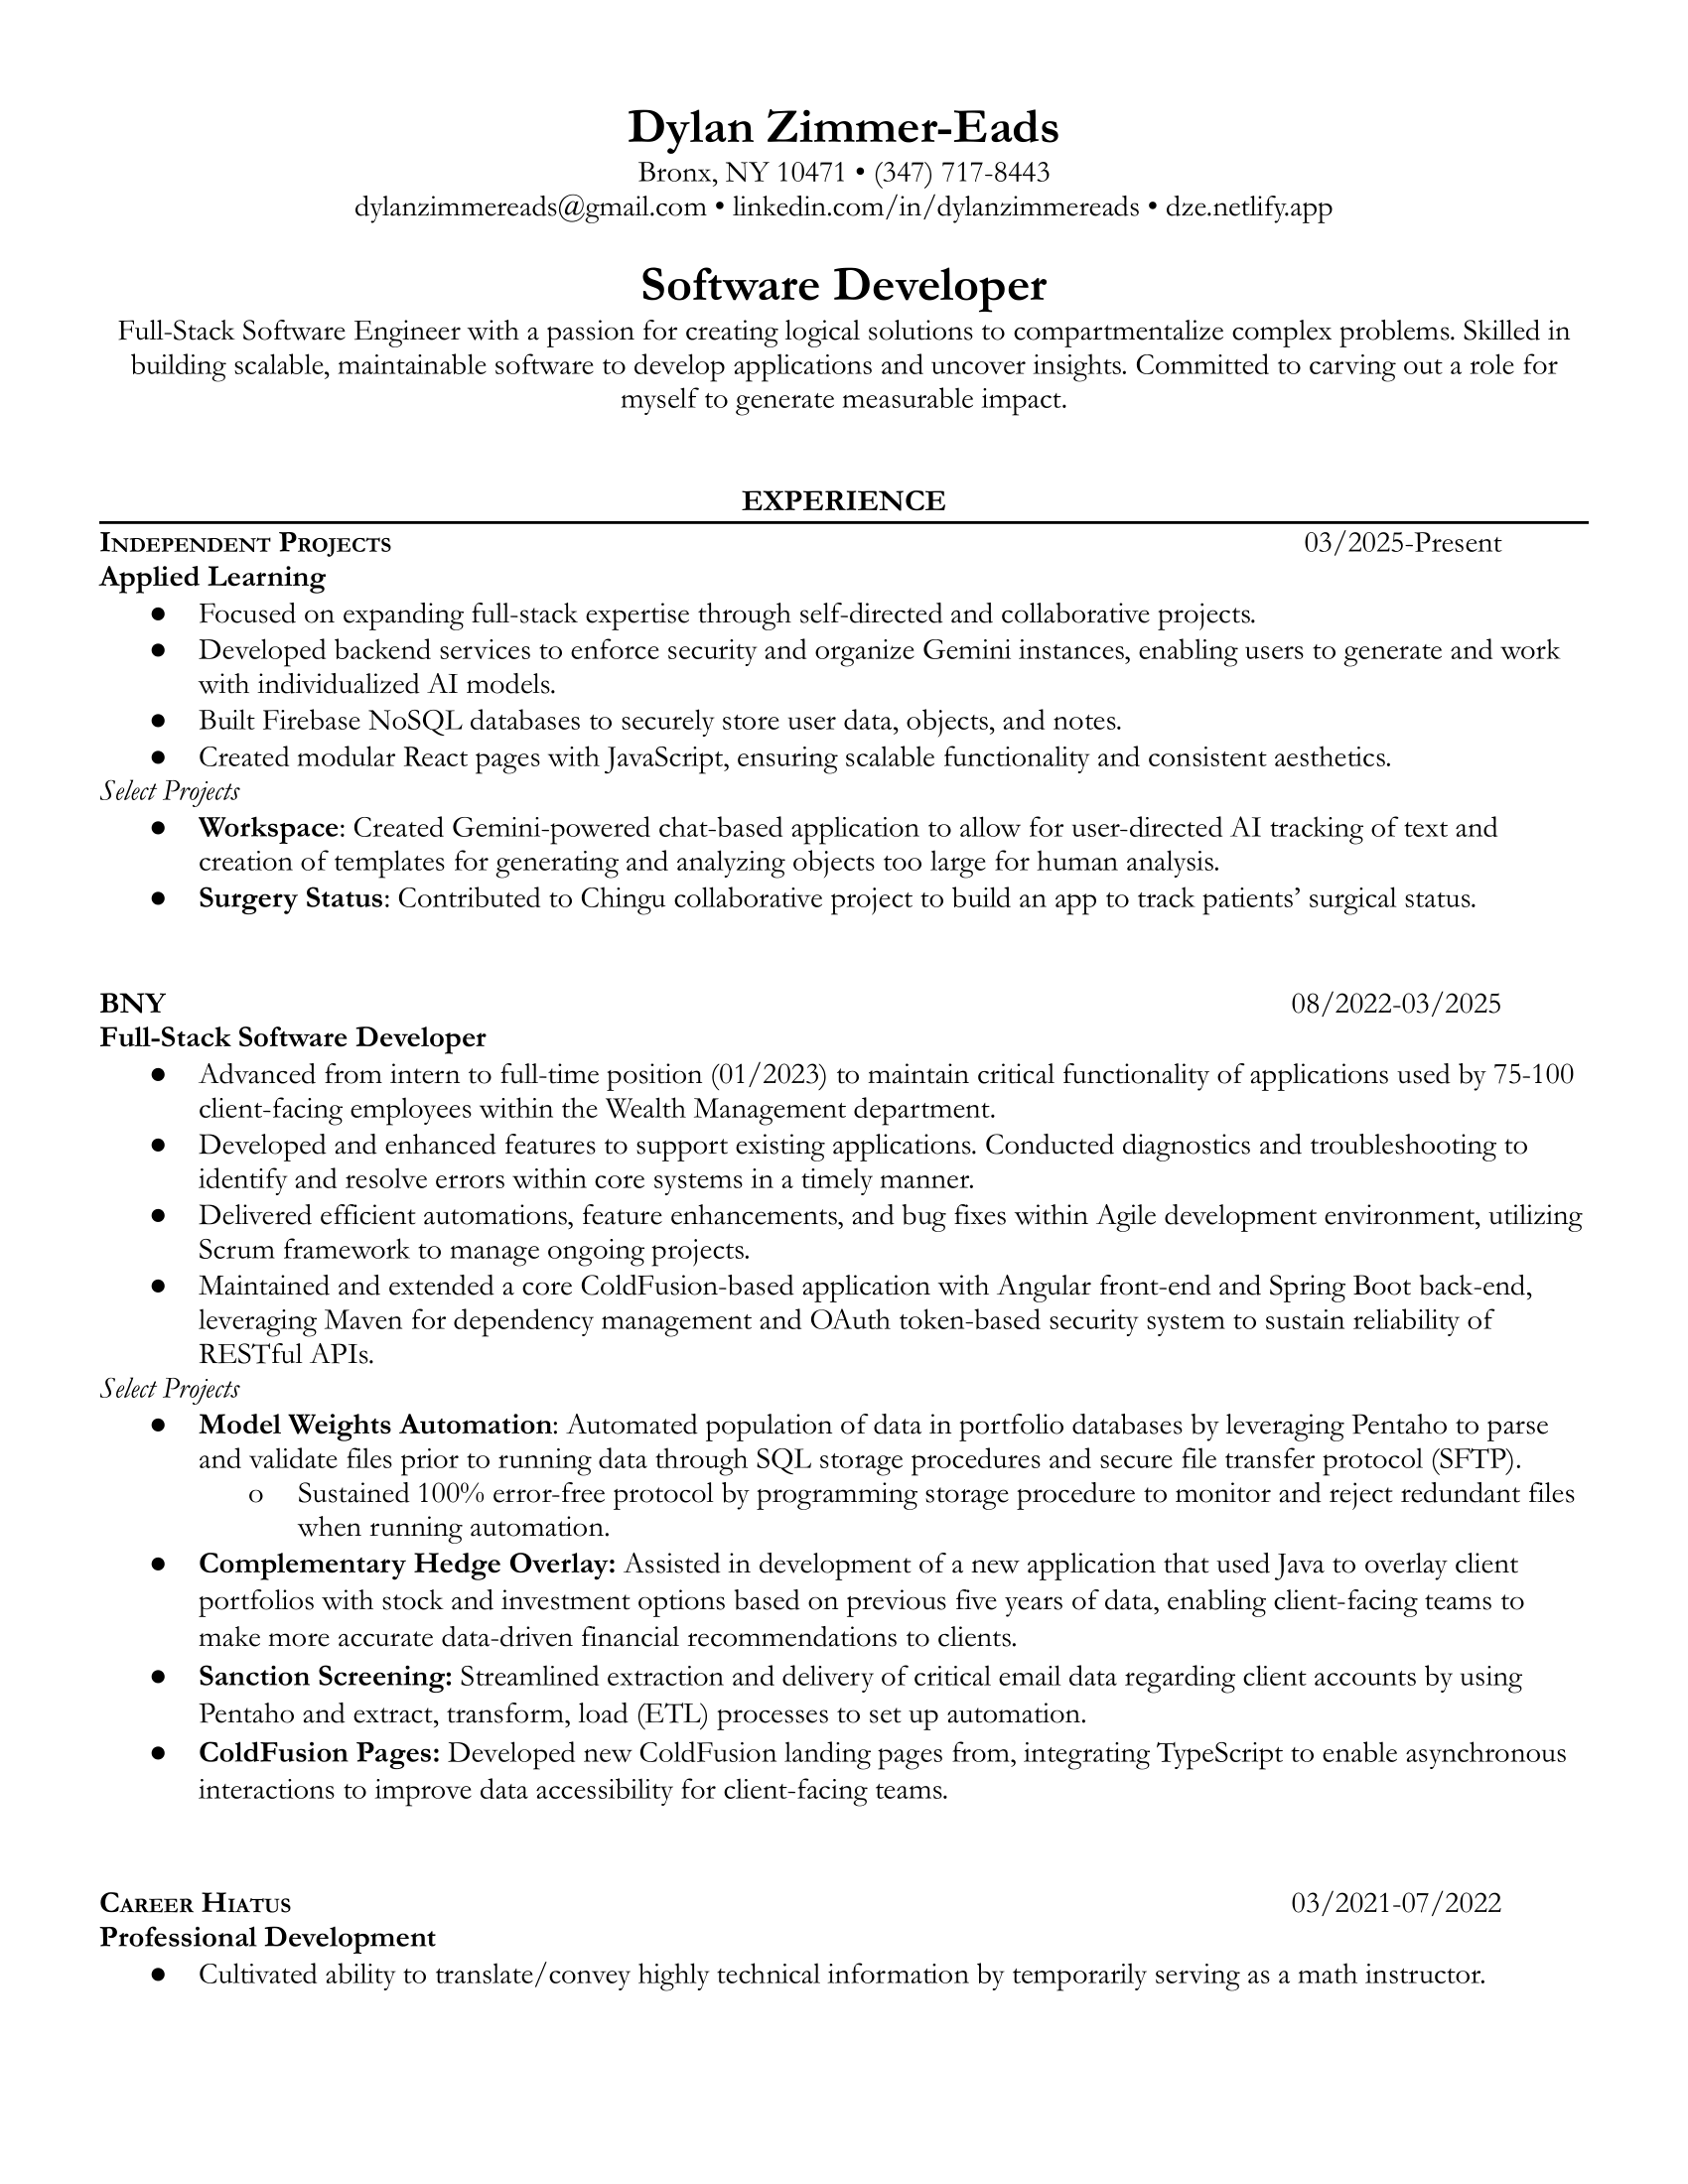 Dylan Zimmer-Eads
Bronx, NY 10471 • (347) 717-8443
dylanzimmereads@gmail.com • linkedin.com/in/dylanzimmereads • dze.netlify.app
Software Developer
Full-Stack Software Engineer with a passion for creating logical solutions to compartmentalize complex problems. Skilled in
building scalable, maintainable software to develop applications and uncover insights. Committed to carving out a role for
myself to generate measurable impact.
EXPERIENCE
INDEPENDENT PROJECTS 03/2025-Present
Applied Learning
● Focused on expanding full-stack expertise through self-directed and collaborative projects.
● Developed backend services to enforce security and organize Gemini instances, enabling users to generate and work
with individualized AI models.
● Built Firebase NoSQL databases to securely store user data, objects, and notes.
● Created modular React pages with JavaScript, ensuring scalable functionality and consistent aesthetics.
Select Projects
● Workspace: Created Gemini-powered chat-based application to allow for user-directed AI tracking of text and
creation of templates for generating and analyzing objects too large for human analysis.
● Surgery Status: Contributed to Chingu collaborative project to build an app to track patients’ surgical status.
BNY 08/2022-03/2025
Full-Stack Software Developer
● Advanced from intern to full-time position (01/2023) to maintain critical functionality of applications used by 75-100
client-facing employees within the Wealth Management department.
● Developed and enhanced features to support existing applications. Conducted diagnostics and troubleshooting to
identify and resolve errors within core systems in a timely manner.
● Delivered efficient automations, feature enhancements, and bug fixes within Agile development environment, utilizing
Scrum framework to manage ongoing projects.
● Maintained and extended a core ColdFusion-based application with Angular front-end and Spring Boot back-end,
leveraging Maven for dependency management and OAuth token-based security system to sustain reliability of
RESTful APIs.
Select Projects
● Model Weights Automation: Automated population of data in portfolio databases by leveraging Pentaho to parse
and validate files prior to running data through SQL storage procedures and secure file transfer protocol (SFTP).
o Sustained 100% error-free protocol by programming storage procedure to monitor and reject redundant files
when running automation.
● Complementary Hedge Overlay: Assisted in development of a new application that used Java to overlay client
portfolios with stock and investment options based on previous five years of data, enabling client-facing teams to
make more accurate data-driven financial recommendations to clients.
● Sanction Screening: Streamlined extraction and delivery of critical email data regarding client accounts by using
Pentaho and extract, transform, load (ETL) processes to set up automation.
● ColdFusion Pages: Developed new ColdFusion landing pages from, integrating TypeScript to enable asynchronous
interactions to improve data accessibility for client-facing teams.
CAREER HIATUS 03/2021-07/2022
Professional Development
● Cultivated ability to translate/convey highly technical information by temporarily serving as a math instructor.